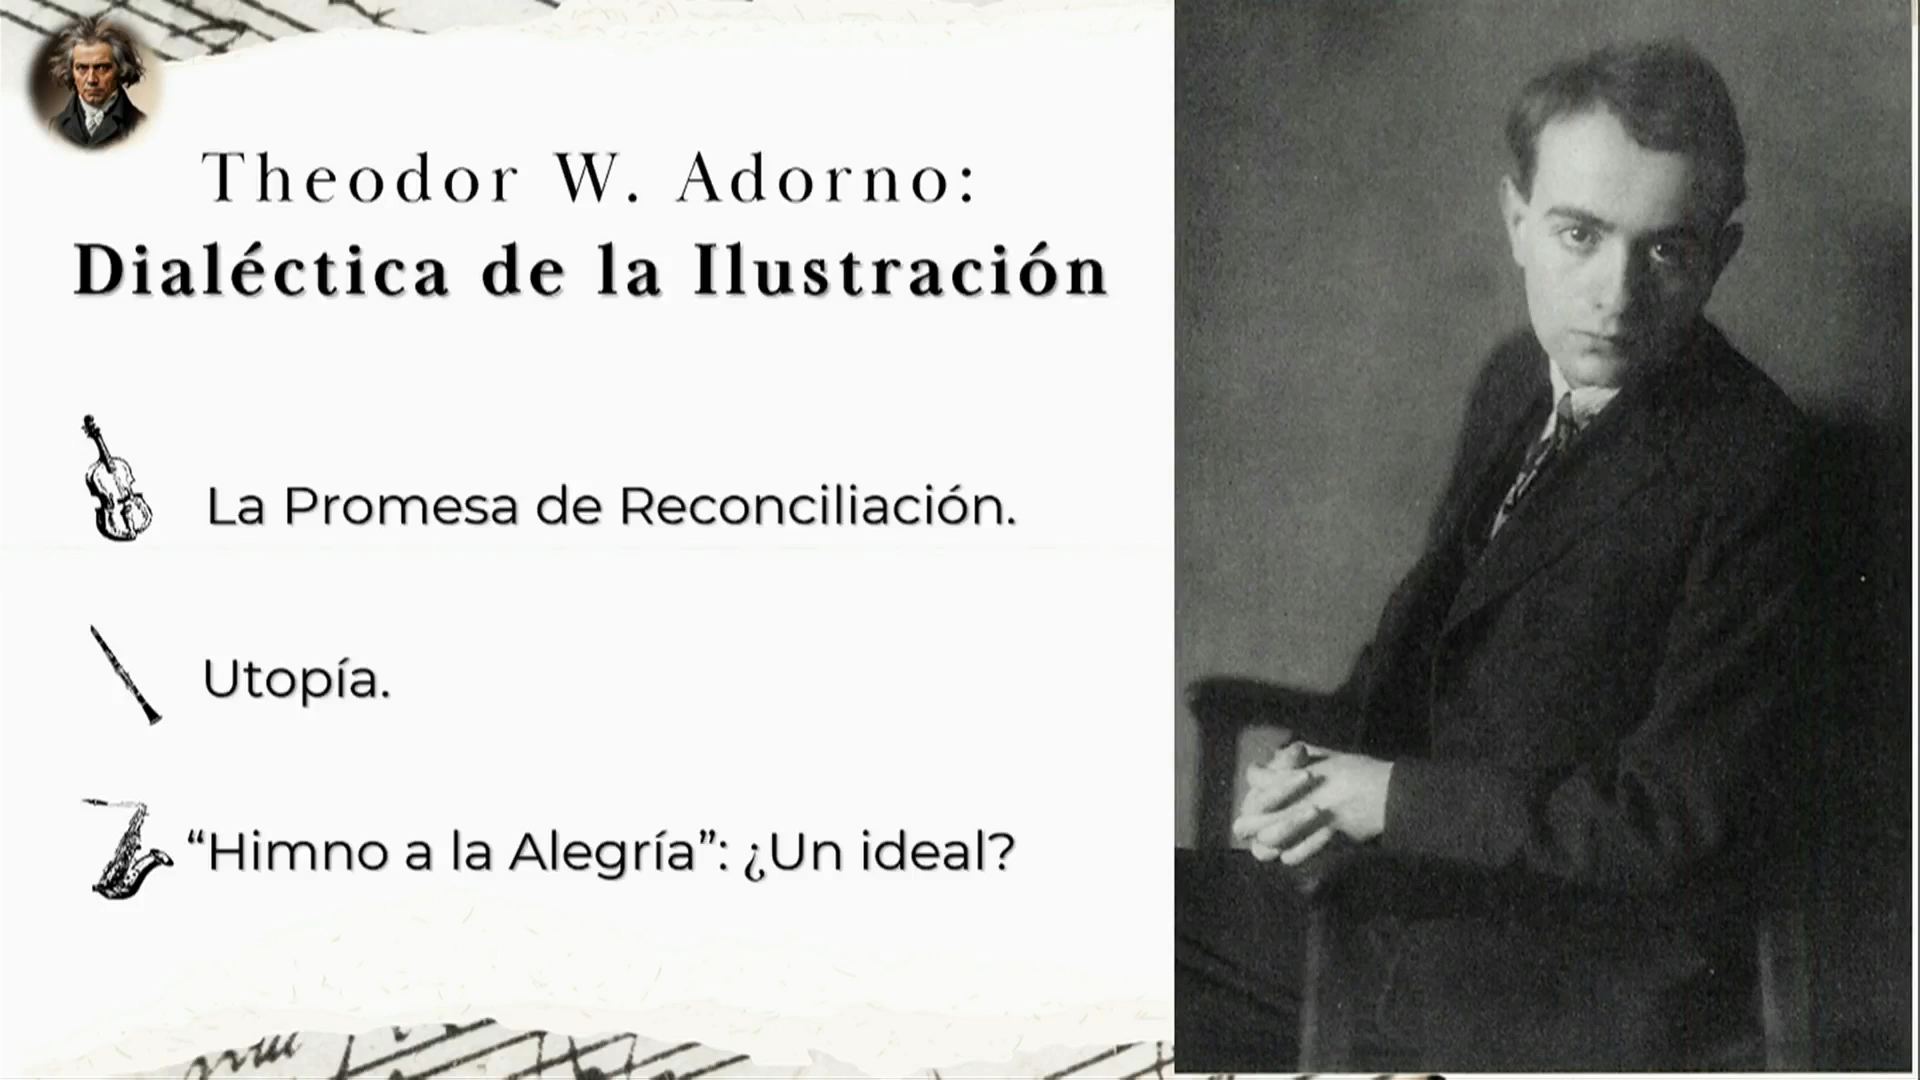 Theodor W. Adorno:
Dialéctica de la Ilustración
La Promesa de Reconciliación.
Utopía.
“Himno a la Alegría”: ¿Un ideal?